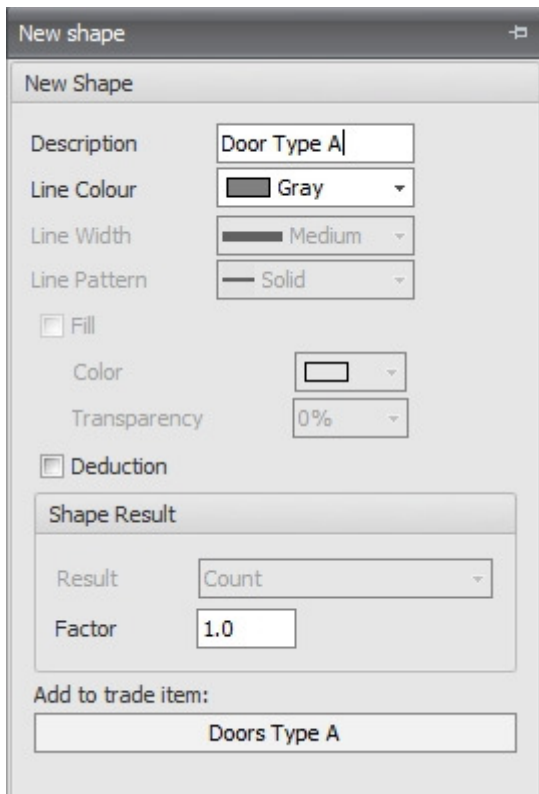 New shape
New Shape
Description Door Type A
Line Colour Gray
Line Width Medium
Line Pattern Solid
Fill
Color
Transparency 0%
Deduction
Shape Result
Result Count
Factor 1.0
Add to trade item:
Doors Type A